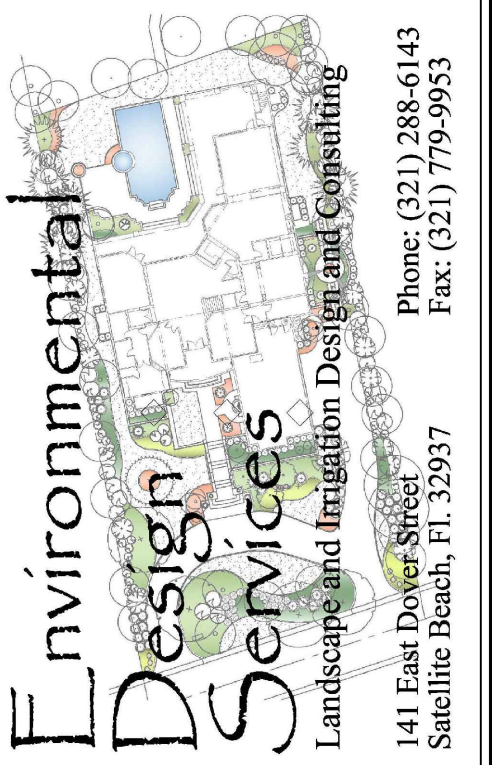 Environmental
Design
Services
Landscape and Irrigation Design and Consulting
141 East Dover Street
Phone: (321) 288-6143
Satellite Beach, Fl. 32937
Fax: (321) 779-9953